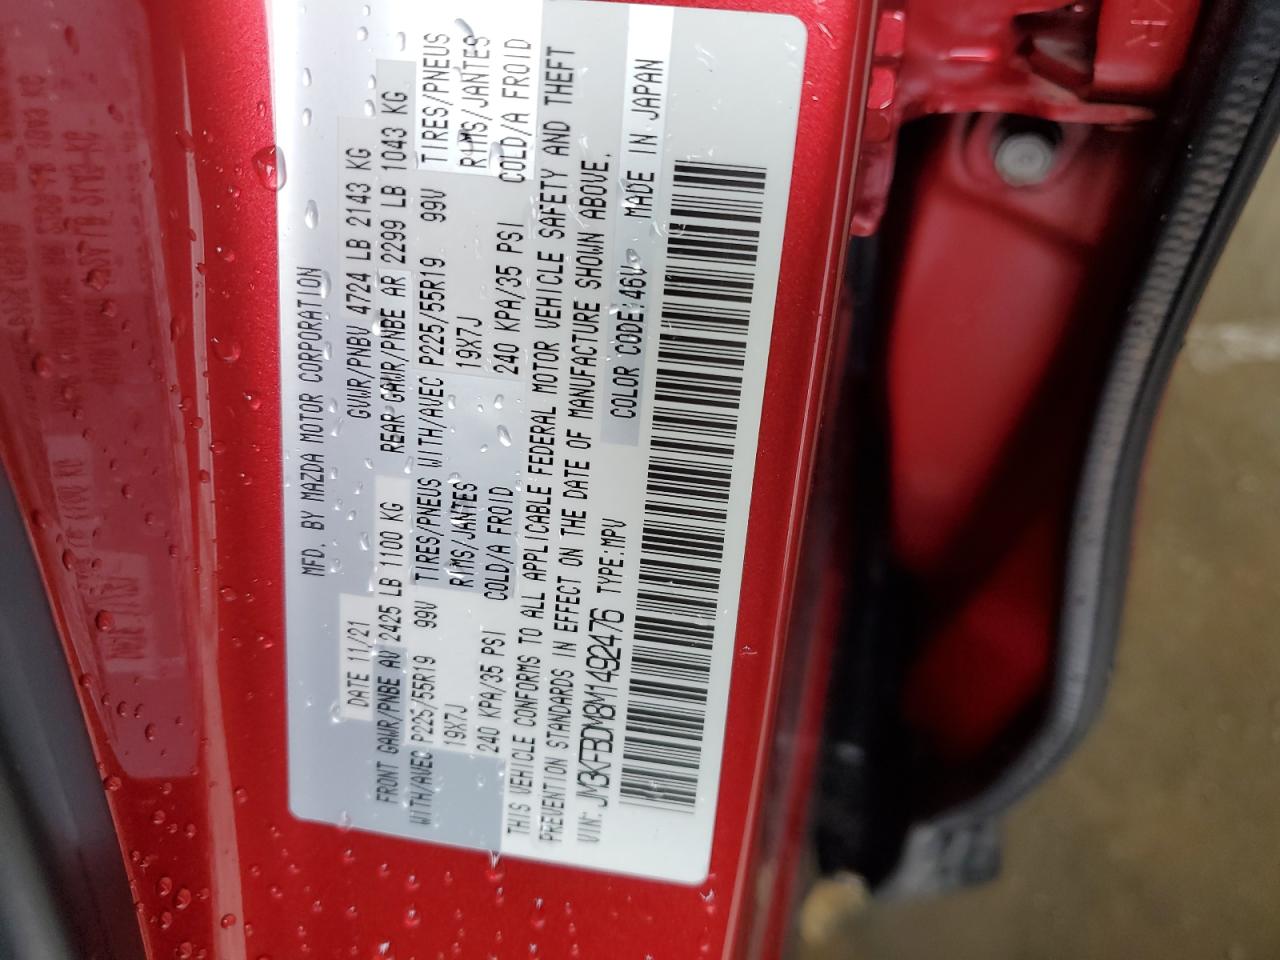 MFD. BY MAZDA MOTOR CORPORATION
DATE 11/21 GVWR/PNBV 4724 LB 2143 KG
FRONT GAWR/PNBE AV 2425 LB 1100 KG REAR GAWR/PNBE AR 2299 LB 1043 KG
WITH/AVEC P225/55R19 99V TIRES/PNEUS WITH/AVEC P225/55R19 99V TIRES/PNEUS
19X7J RIMS/JANTES 19X7J RIMS/JANTES
240 KPA/35 PSI COLD/A FROID 240 KPA/35 PSI COLD/A FROID
THIS VEHICLE CONFORMS TO ALL APPLICABLE FEDERAL MOTOR VEHICLE SAFETY AND THEFT
PREVENTION STANDARDS IN EFFECT ON THE DATE OF MANUFACTURE SHOWN ABOVE.
VIN: JM3KFBDM8M1492476 TYPE:MPV COLOR CODE:46V MADE IN JAPAN